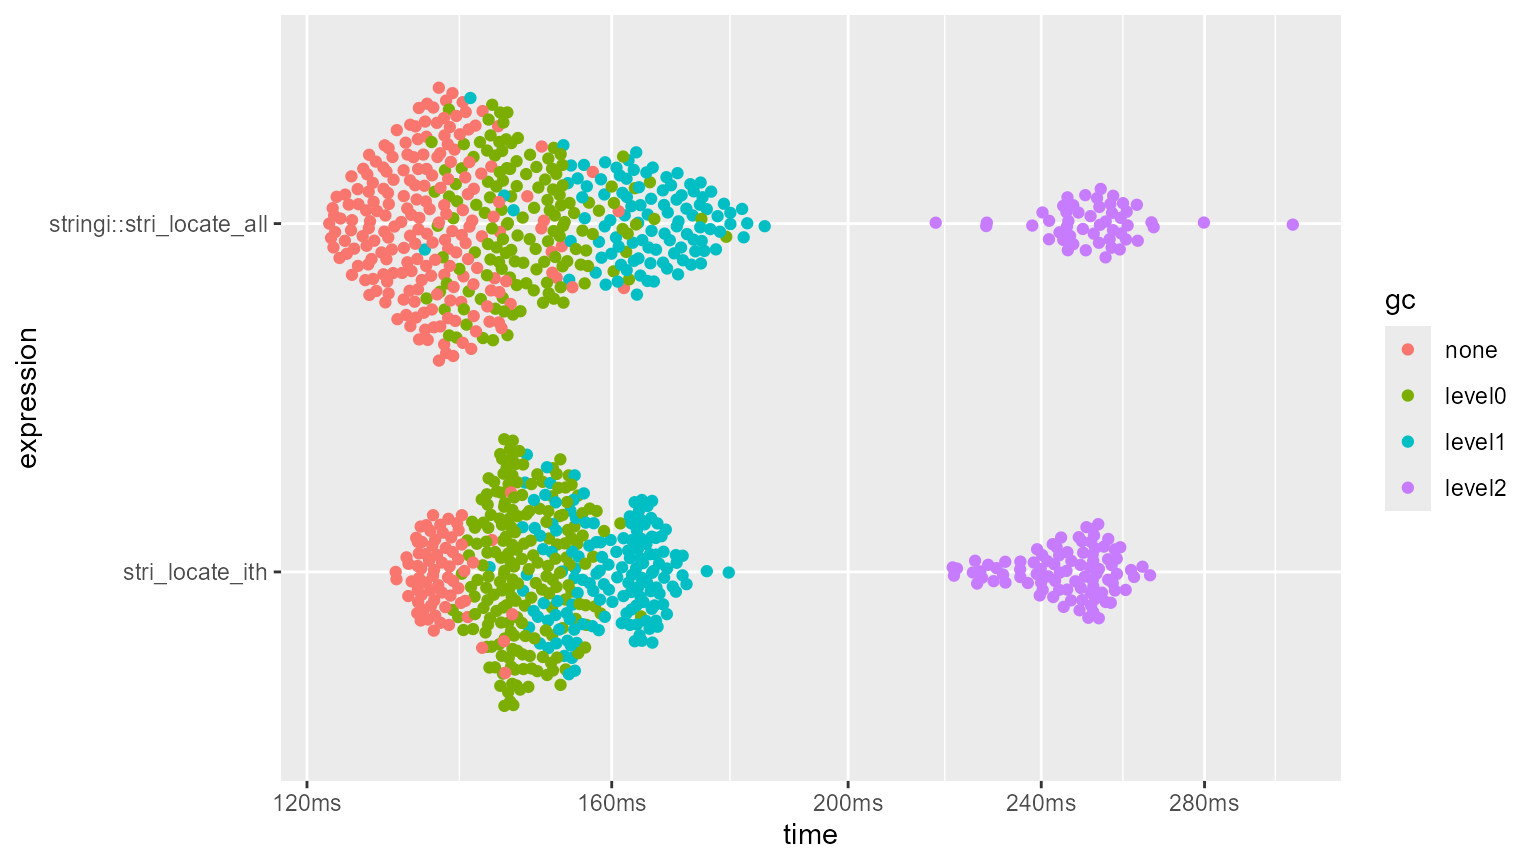 expression
stringi::stri_locate_all
stri_locate_ith
120ms 160ms 200ms 240ms 280ms
time
gc
none
level0
level1
level2